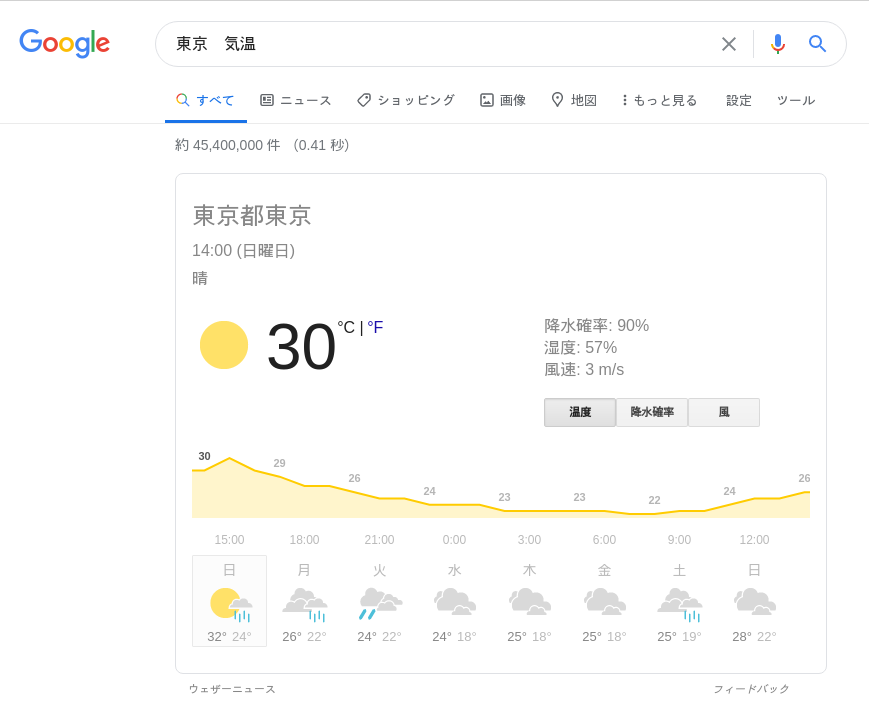 Google 東京　気温
すべて ニュース ショッピング 画像 地図 もっと見る 設定 ツール
約 45,400,000 件 （0.41 秒）
東京都東京
14:00 (日曜日)
晴
30 °C | °F
降水確率: 90%
湿度: 57%
風速: 3 m/s
温度 降水確率 風
30 29 26 24 23 23 22 24 26
15:00 18:00 21:00 0:00 3:00 6:00 9:00 12:00
日 月 火 水 木 金 土 日
32° 24° 26° 22° 24° 22° 24° 18° 25° 18° 25° 18° 25° 19° 28° 22°
ウェザーニュース フィードバック